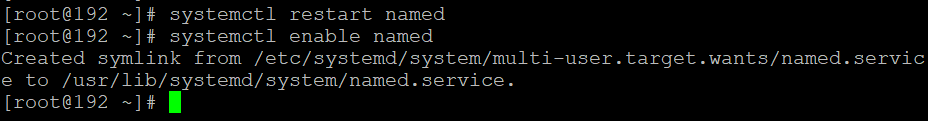 [root@192 ~]# systemctl restart named
[root@192 ~]# systemctl enable named
Created symlink from /etc/systemd/system/multi-user.target.wants/named.servic
e to /usr/lib/systemd/system/named.service.
[root@192 ~]#